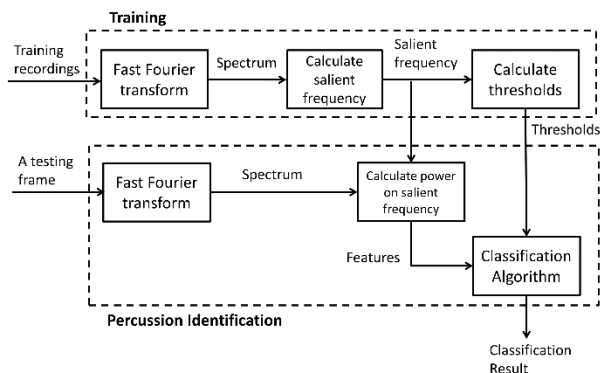 Training
Training
recordings
Fast Fourier
transform
Spectrum
Calculate
salient
frequency
Salient
frequency
Calculate
thresholds
Thresholds
A testing
frame
Fast Fourier
transform
Spectrum
Calculate power
on salient
frequency
Features
Classification
Algorithm
Percussion Identification
Classification
Result